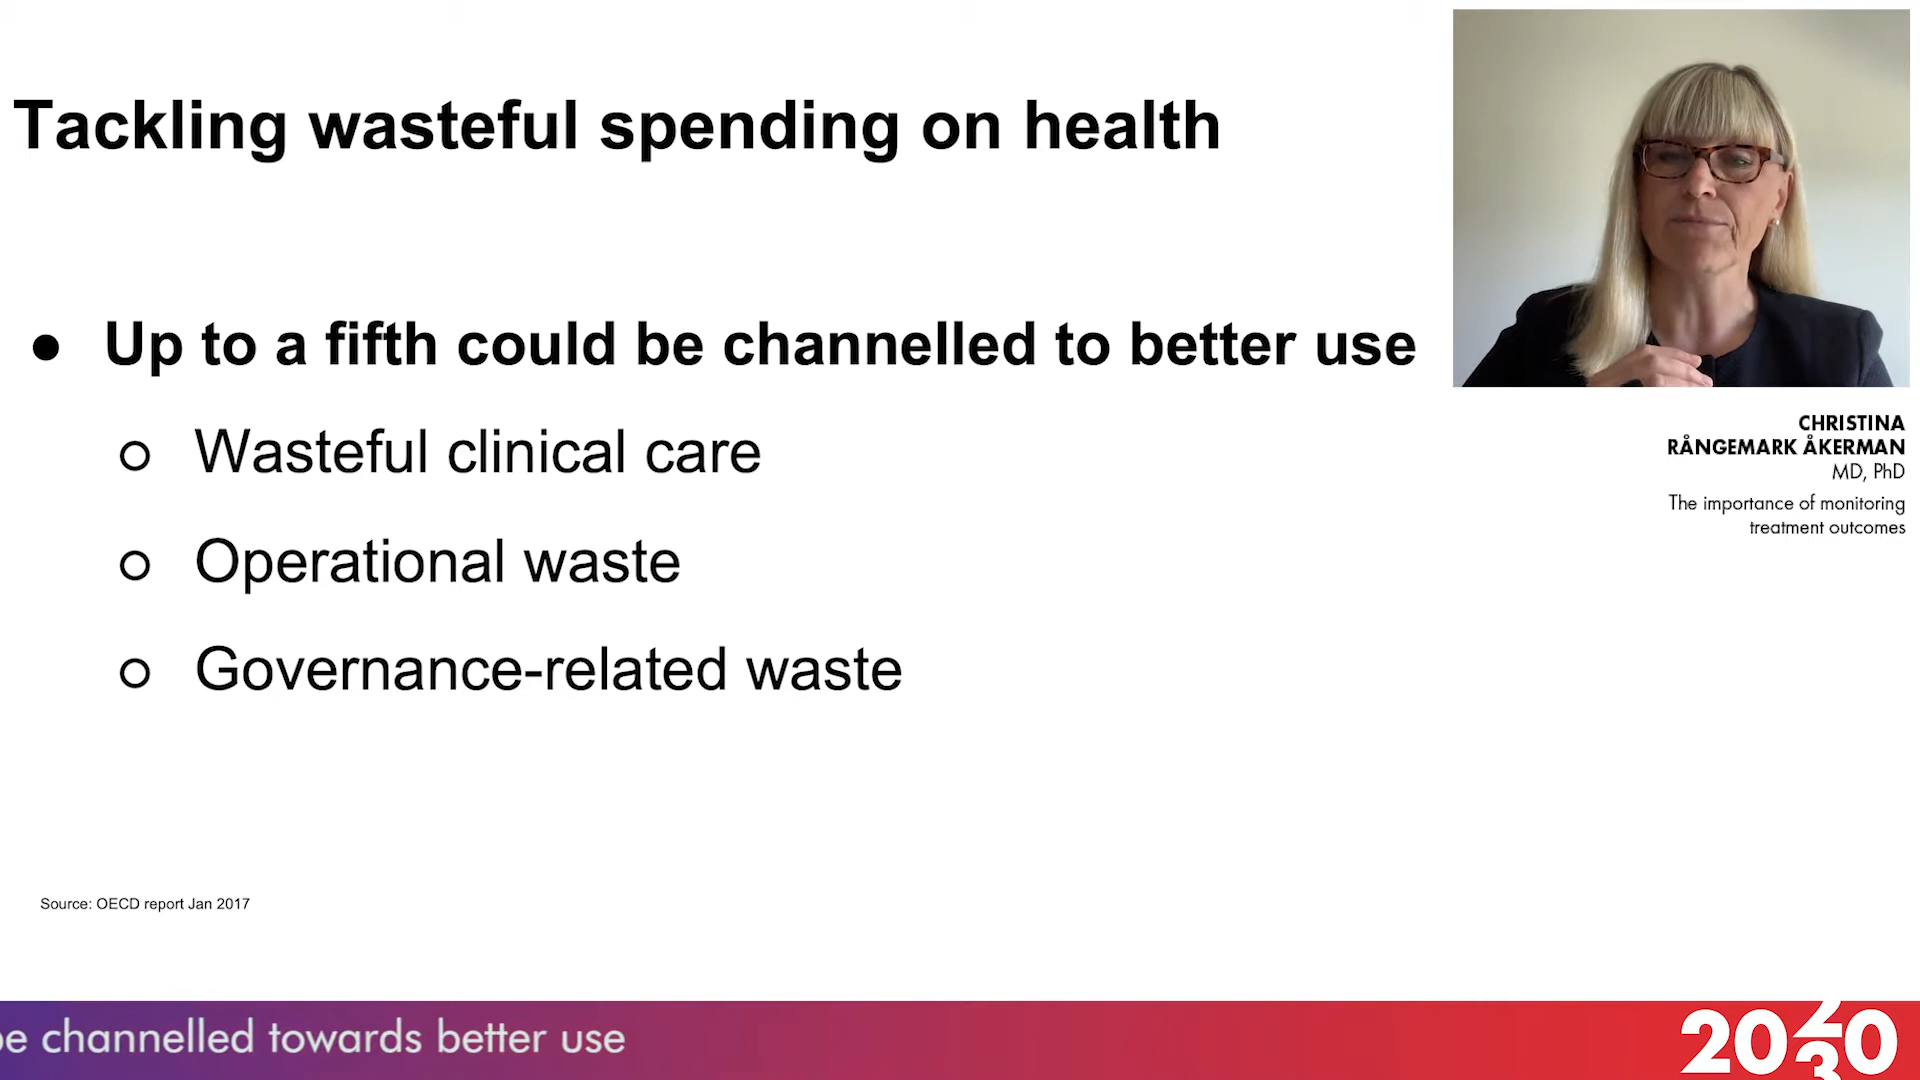 Tackling wasteful spending on health
● Up to a fifth could be channelled to better use
○ Wasteful clinical care
○ Operational waste
○ Governance-related waste
Source: OECD report Jan 2017
CHRISTINA
RÅNGEMARK ÅKERMAN
MD, PhD
The importance of monitoring
treatment outcomes
be channelled towards better use